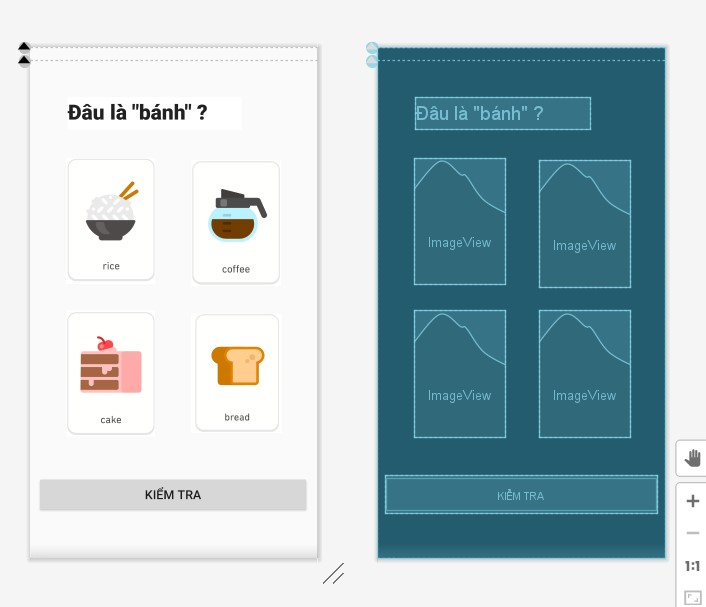 Đâu là "bánh" ?
rice
coffee
cake
bread
KIỂM TRA
Đâu là "bánh" ?
ImageView
ImageView
ImageView
ImageView
KIỂM TRA
1:1